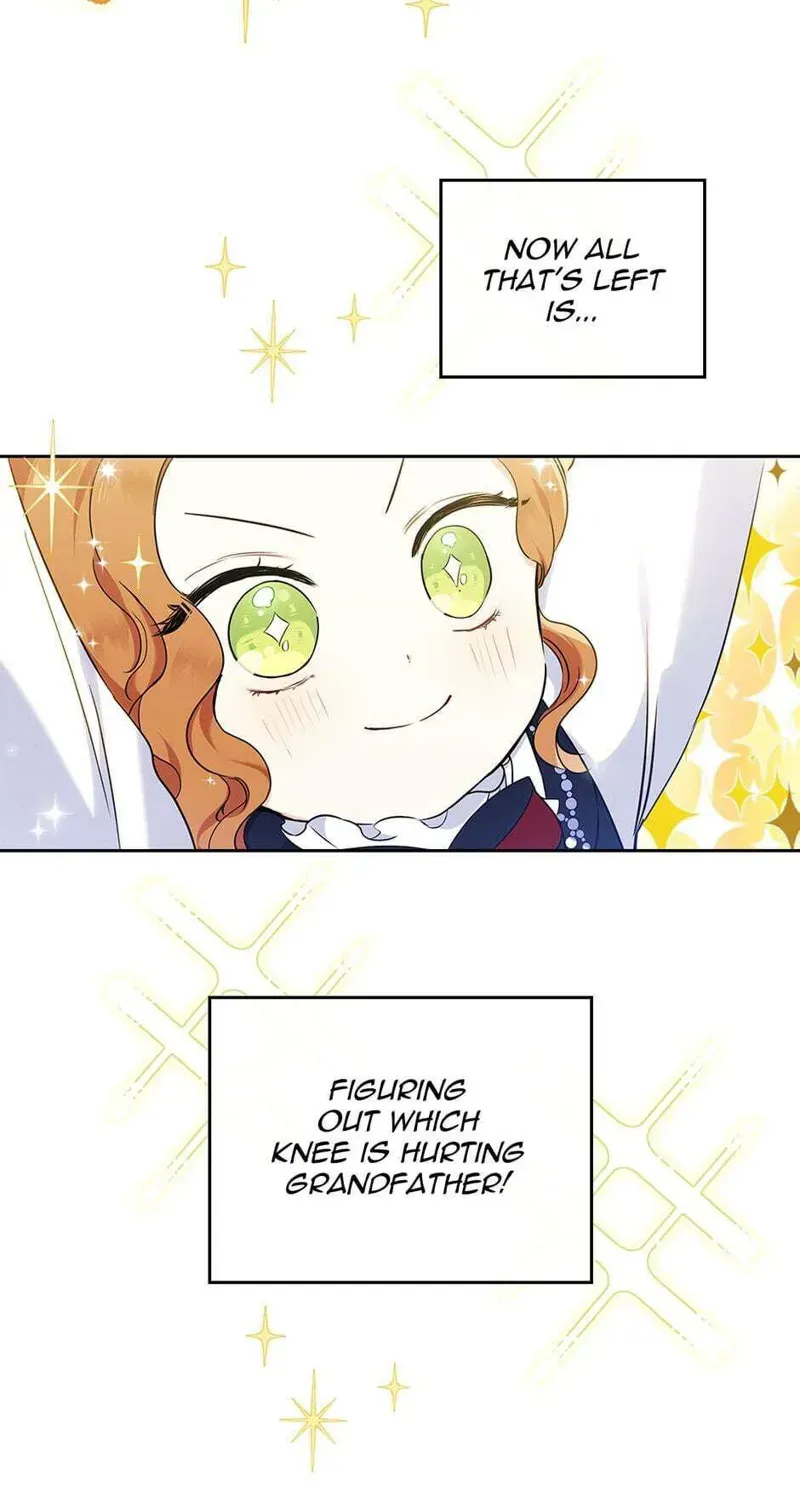 NOW ALL
THAT'S LEFT
IS...
FIGURING
OUT WHICH
KNEE IS HURTING
GRANDFATHER!